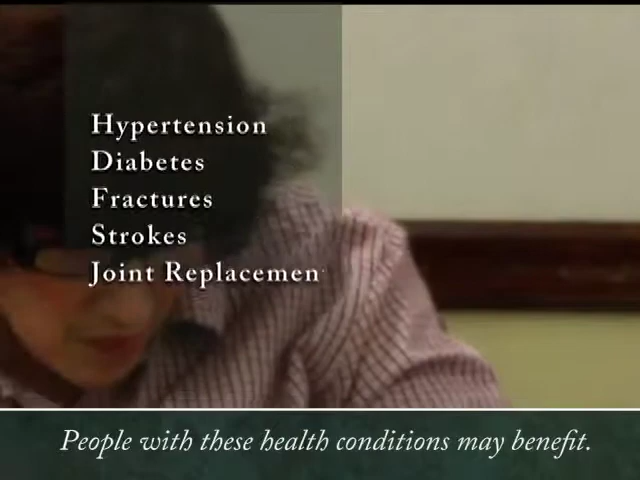 Hypertension
Diabetes
Fractures
Strokes
Joint Replacemen
People with these health conditions may benefit.